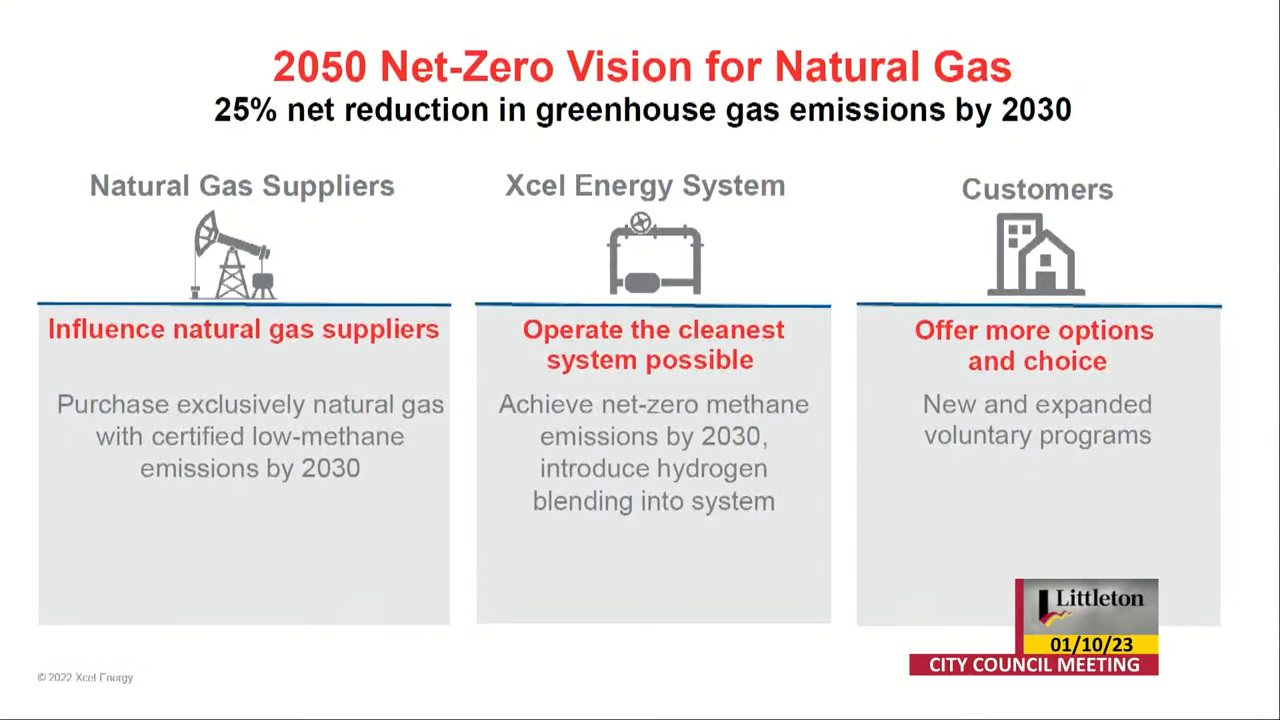 2050 Net-Zero Vision for Natural Gas
25% net reduction in greenhouse gas emissions by 2030
Natural Gas Suppliers
Influence natural gas suppliers
Purchase exclusively natural gas
with certified low-methane
emissions by 2030
Xcel Energy System
Operate the cleanest
system possible
Achieve net-zero methane
emissions by 2030,
introduce hydrogen
blending into system
Customers
Offer more options
and choice
New and expanded
voluntary programs
Littleton
01/10/23
CITY COUNCIL MEETING
© 2022 Xcel Energy